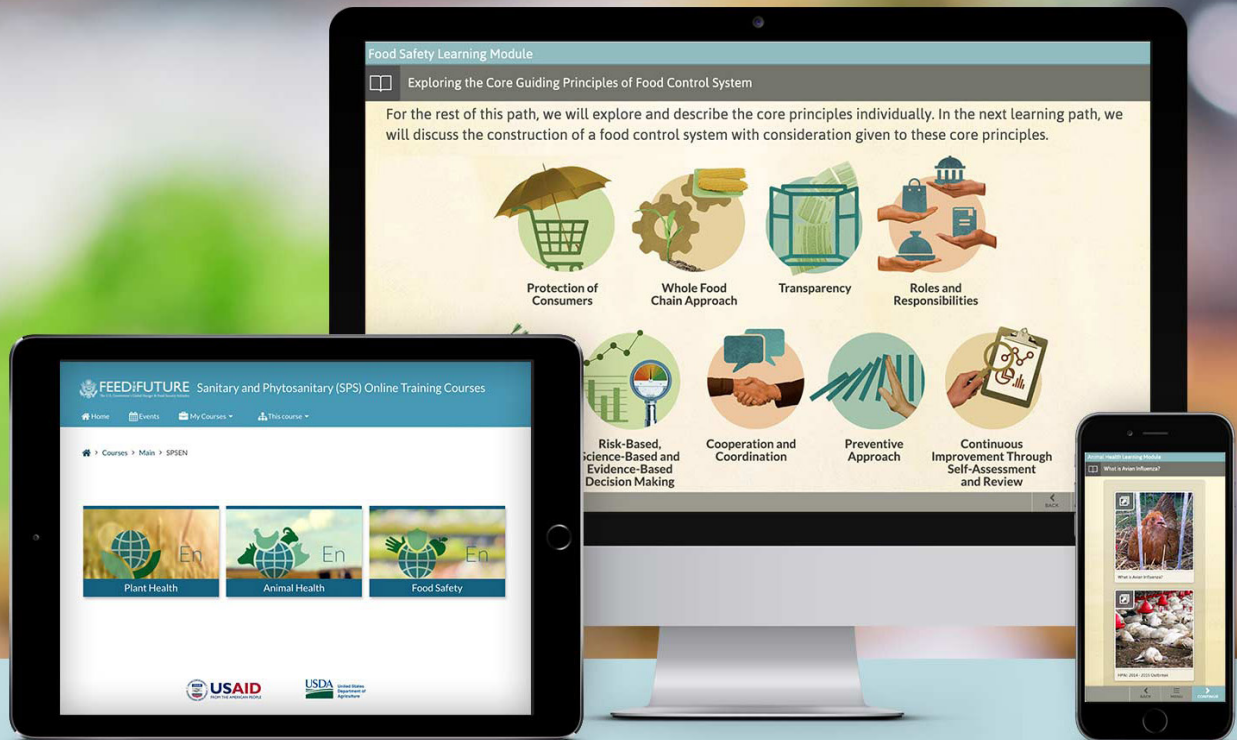 Food Safety Learning Module
Exploring the Core Guiding Principles of Food Control System
For the rest of this path, we will explore and describe the core principles individually. In the next learning path, we
will discuss the construction of a food control system with consideration given to these core principles.
Protection of
Consumers
Whole Food
Chain Approach
Transparency
Roles and
Responsibilities
Risk-Based,
Science-Based and
Evidence-Based
Decision Making
Cooperation and
Coordination
Preventive
Approach
Continuous
Improvement Through
Self-Assessment
and Review
BACK
FEEDiFUTURE Sanitary and Phytosanitary (SPS) Online Training Courses
Home Events My Courses This course
> Courses > Main > SPSEN
En
Plant Health
En
Animal Health
En
Food Safety
USAID
FROM THE AMERICAN PEOPLE
USDA United States
Department of
Agriculture
Animal Health Learning Module
What is Avian Influenza?
What is Avian Influenza?
HPAI: 2014 - 2015 Outbreak
BACK MENU CONTINUE